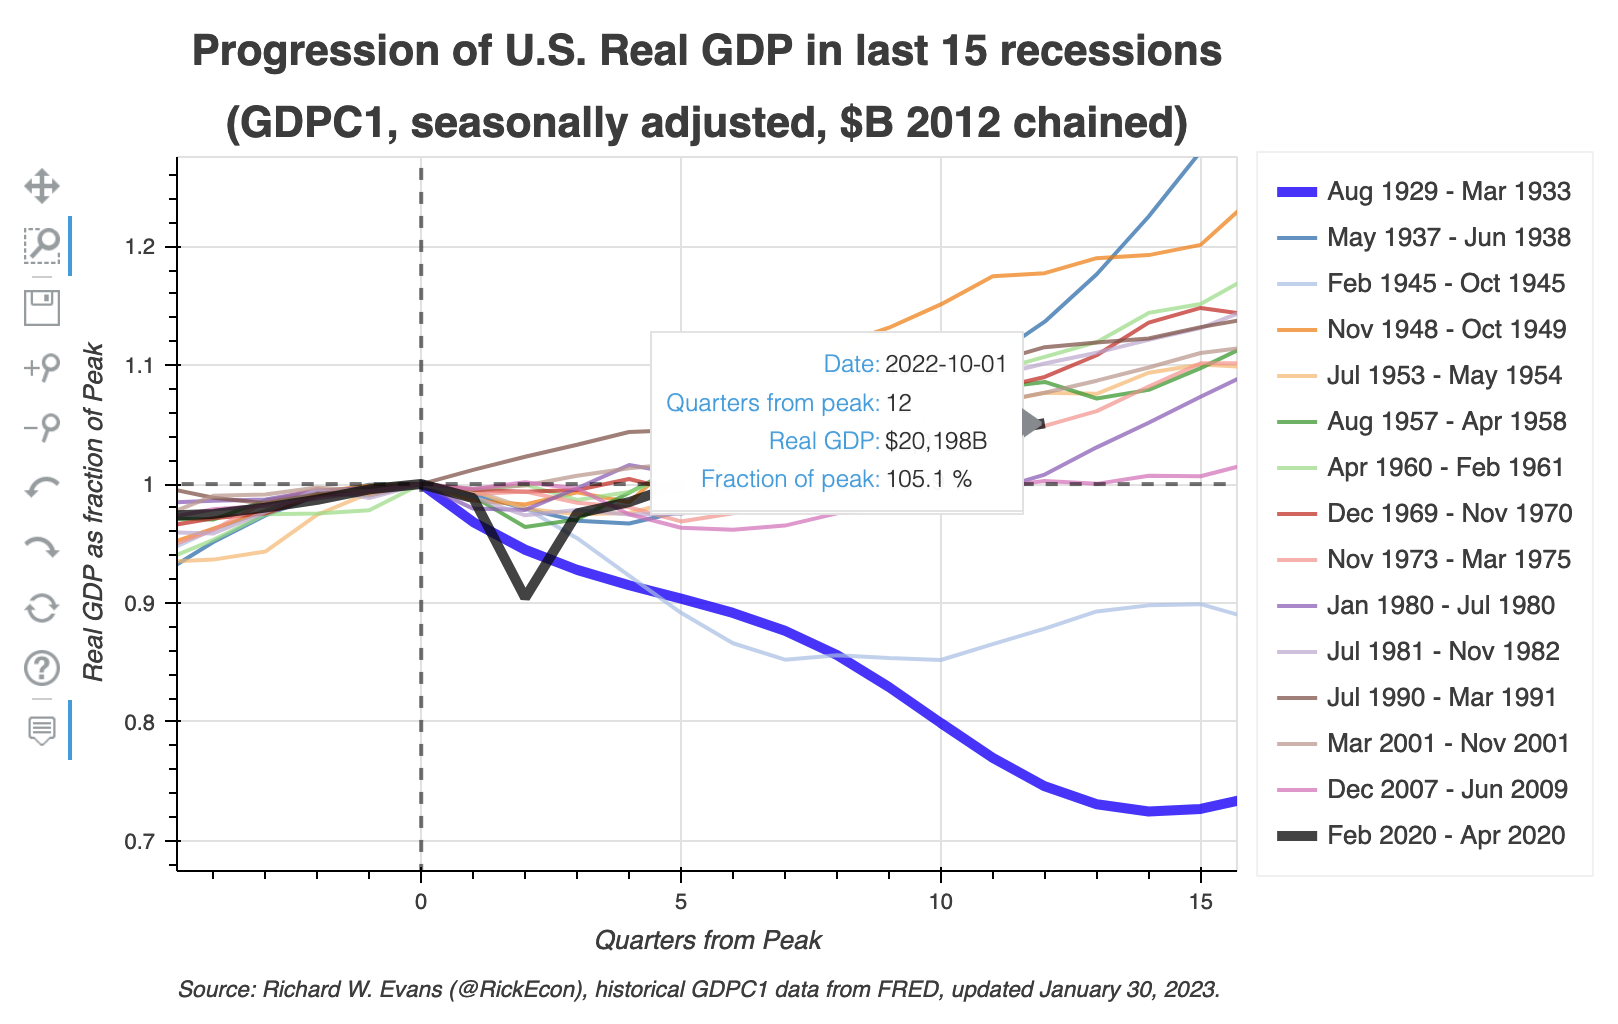 Progression of U.S. Real GDP in last 15 recessions
(GDPC1, seasonally adjusted, $B 2012 chained)
Real GDP as fraction of Peak
1.2
1.1
1
0.9
0.8
0.7
Date: 2022-10-01
Quarters from peak: 12
Real GDP: $20,198B
Fraction of peak: 105.1 %
0
5
10
15
Quarters from Peak
Aug 1929 - Mar 1933
May 1937 - Jun 1938
Feb 1945 - Oct 1945
Nov 1948 - Oct 1949
Jul 1953 - May 1954
Aug 1957 - Apr 1958
Apr 1960 - Feb 1961
Dec 1969 - Nov 1970
Nov 1973 - Mar 1975
Jan 1980 - Jul 1980
Jul 1981 - Nov 1982
Jul 1990 - Mar 1991
Mar 2001 - Nov 2001
Dec 2007 - Jun 2009
Feb 2020 - Apr 2020
Source: Richard W. Evans (@RickEcon), historical GDPC1 data from FRED, updated January 30, 2023.